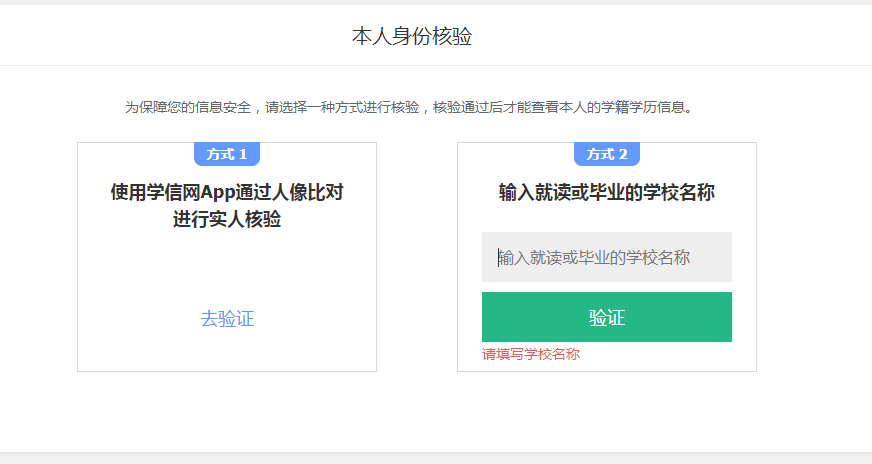 本人身份核验
为保障您的信息安全，请选择一种方式进行核验，核验通过后才能查看本人的学籍学历信息。
方式 1
使用学信网App通过人像比对
进行实人核验
去验证
方式 2
输入就读或毕业的学校名称
输入就读或毕业的学校名称
验证
请填写学校名称